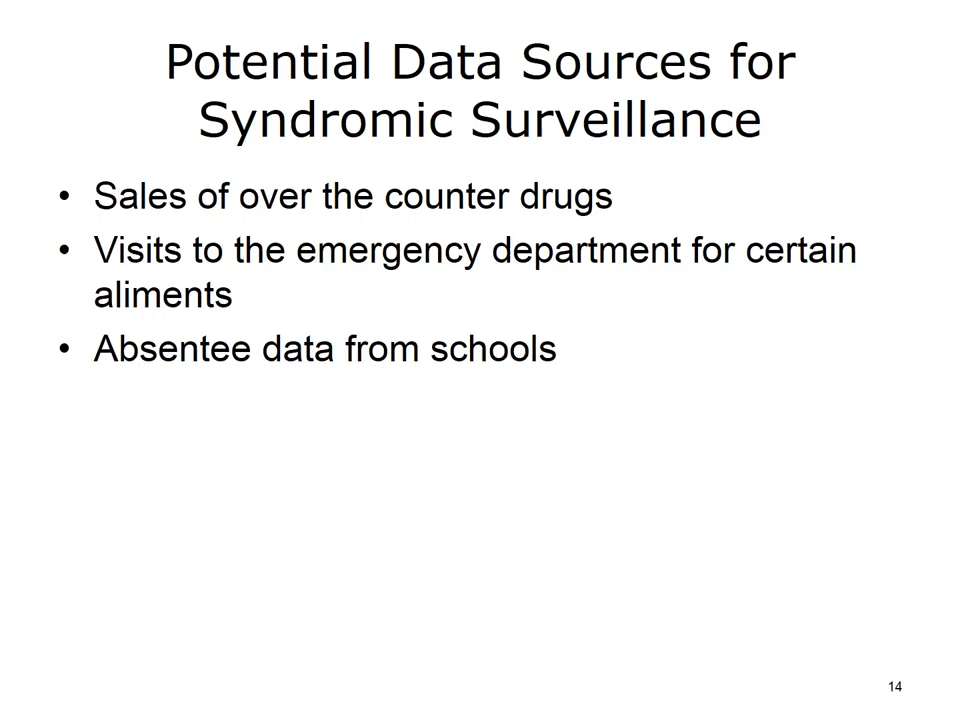 Potential Data Sources for
Syndromic Surveillance
• Sales of over the counter drugs
• Visits to the emergency department for certain
aliments
• Absentee data from schools
14